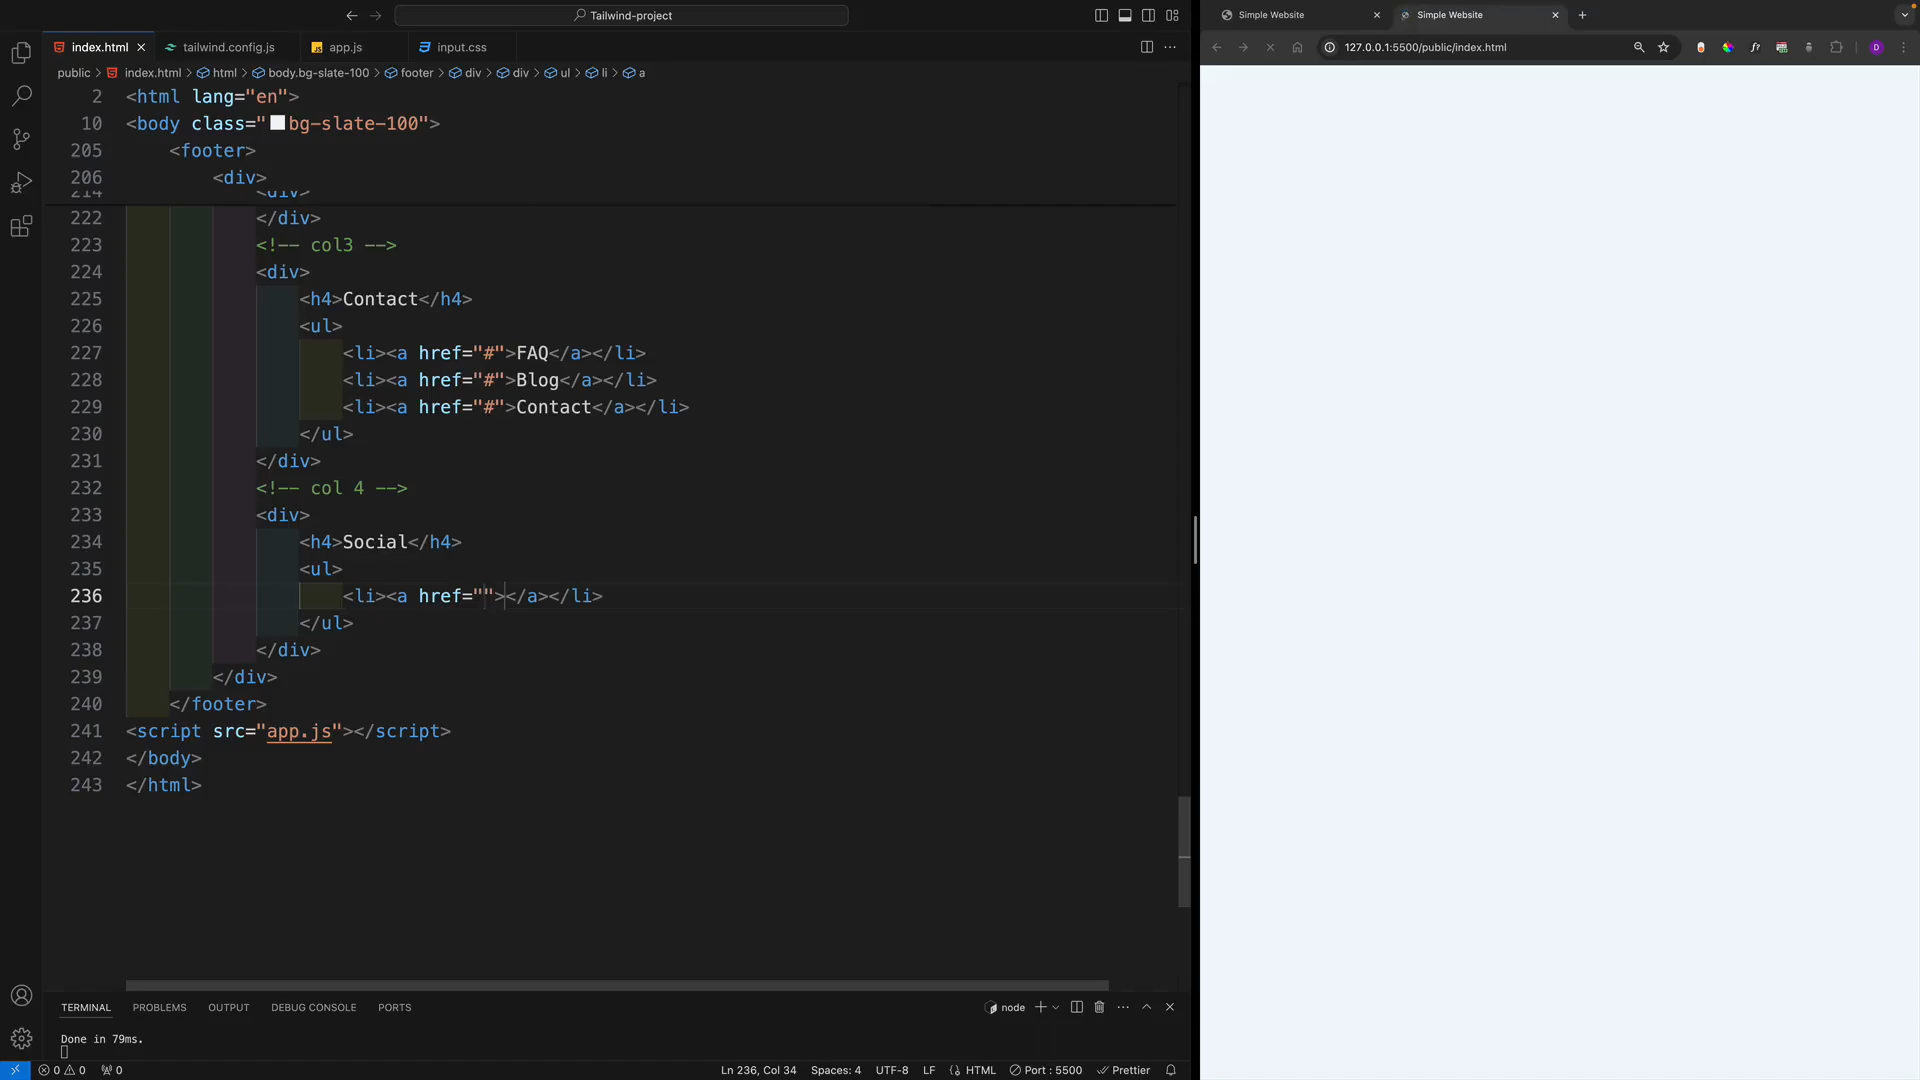 Tailwind-project
Simple Website
Simple Website
index.html
tailwind.config.js
app.js
input.css
127.0.0.1:5500/public/index.html
D
public > index.html > html > body.bg-slate-100 > footer > div > div > ul > li > a
2 <html lang="en">
10 <body class="bg-slate-100">
205 <footer>
206 <div>
214 <div>
222 </div>
223 <!-- col3 -->
224 <div>
225 <h4>Contact</h4>
226 <ul>
227 <li><a href="#">FAQ</a></li>
228 <li><a href="#">Blog</a></li>
229 <li><a href="#">Contact</a></li>
230 </ul>
231 </div>
232 <!-- col 4 -->
233 <div>
234 <h4>Social</h4>
235 <ul>
236 <li><a href=""></a></li>
237 </ul>
238 </div>
239 </div>
240 </footer>
241 <script src="app.js"></script>
242 </body>
243 </html>
TERMINAL PROBLEMS OUTPUT DEBUG CONSOLE PORTS
node
Done in 79ms.
0 0 0
Ln 236, Col 34 Spaces: 4 UTF-8 LF HTML Port : 5500 Prettier